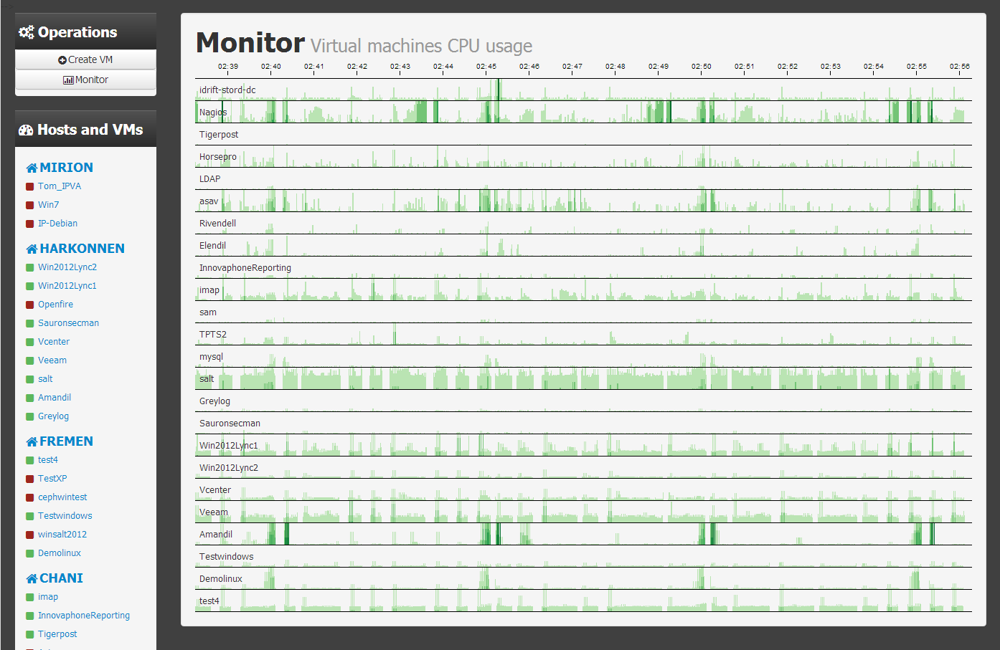 Operations
Create VM
Monitor
Hosts and VMs
MIRION
Tom_IPVA
Win7
IP-Debian
HARKONNEN
Win2012Lync2
Win2012Lync1
Openfire
Sauronsecman
Vcenter
Veeam
salt
Amandil
Greylog
FREMEN
test4
TestXP
cephwintest
Testwindows
winsalt2012
Demolinux
CHANI
imap
InnovaphoneReporting
Tigerpost
Monitor Virtual machines CPU usage
02:39 02:40 02:41 02:42 02:43 02:44 02:45 02:46 02:47 02:48 02:49 02:50 02:51 02:52 02:53 02:54 02:55 02:56
idrift-stord-dc
Nagios
Tigerpost
Horsepro
LDAP
asav
Rivendell
Elendil
InnovaphoneReporting
imap
sam
TPTS2
mysql
salt
Greylog
Sauronsecman
Win2012Lync1
Win2012Lync2
Vcenter
Veeam
Amandil
Testwindows
Demolinux
test4